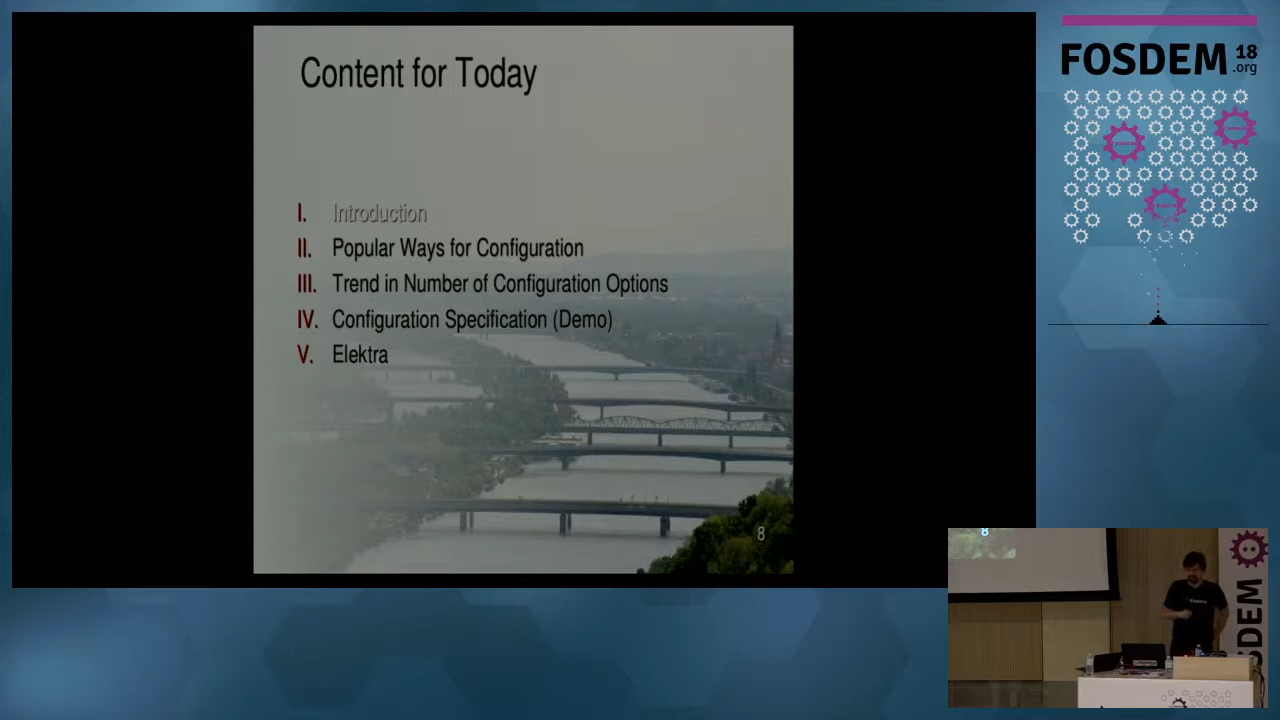 Content for Today
I. Introduction
II. Popular Ways for Configuration
III. Trend in Number of Configuration Options
IV. Configuration Specification (Demo)
V. Elektra
8
FOSDEM 18
.org
8
FOSDEM